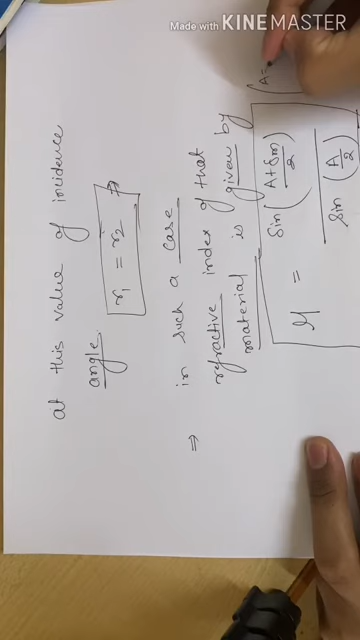 Made with KINEMASTER
at this value of incidence
angle
r₁ = r₂
⇒ in such a case
refractive index of that
material is given by
μ = sin((A+δm)/2) / sin(A/2)
(A =